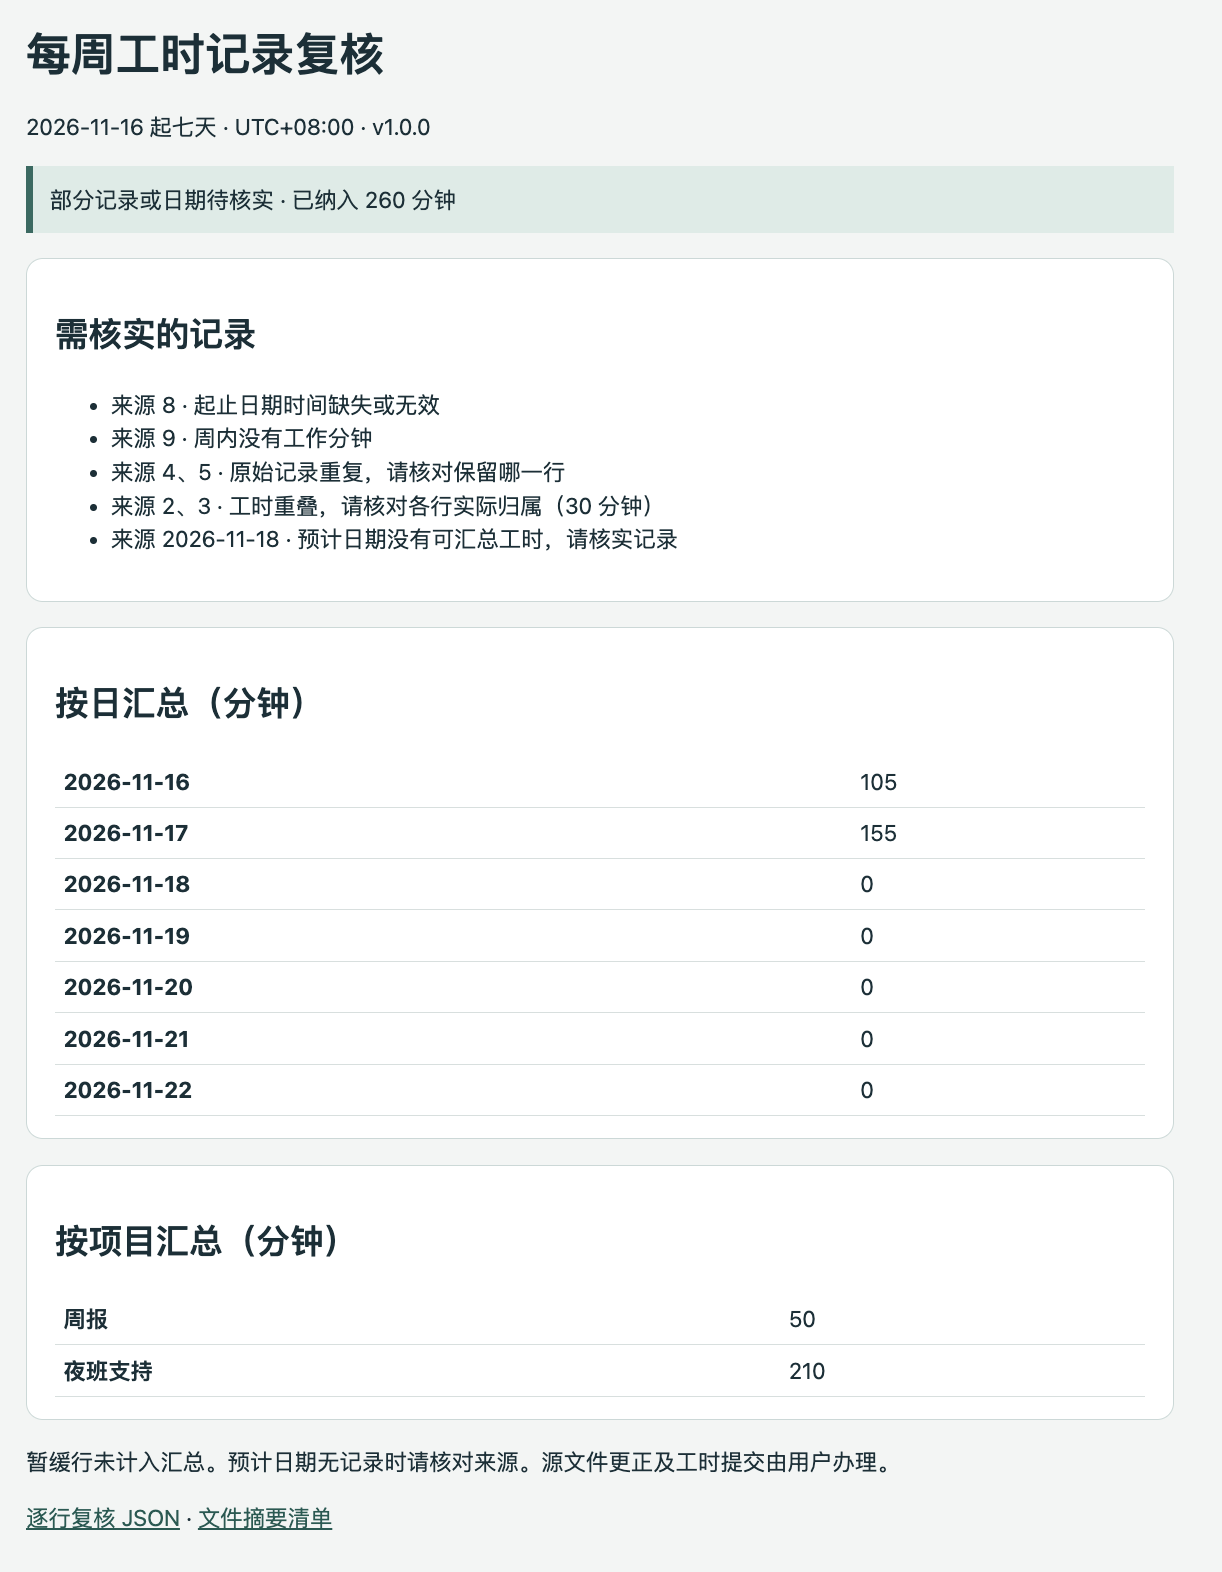 每周工时记录复核
2026-11-16 起七天 · UTC+08:00 · v1.0.0
部分记录或日期待核实 · 已纳入 260 分钟
需核实的记录
• 来源 8 · 起止日期时间缺失或无效
• 来源 9 · 周内没有工作分钟
• 来源 4、5 · 原始记录重复，请核对保留哪一行
• 来源 2、3 · 工时重叠，请核对各行实际归属（30 分钟）
• 来源 2026-11-18 · 预计日期没有可汇总工时，请核实记录
按日汇总（分钟）
2026-11-16 105
2026-11-17 155
2026-11-18 0
2026-11-19 0
2026-11-20 0
2026-11-21 0
2026-11-22 0
按项目汇总（分钟）
周报 50
夜班支持 210
暂缓行未计入汇总。预计日期无记录时请核对来源。源文件更正及工时提交由用户办理。
逐行复核 JSON · 文件摘要清单